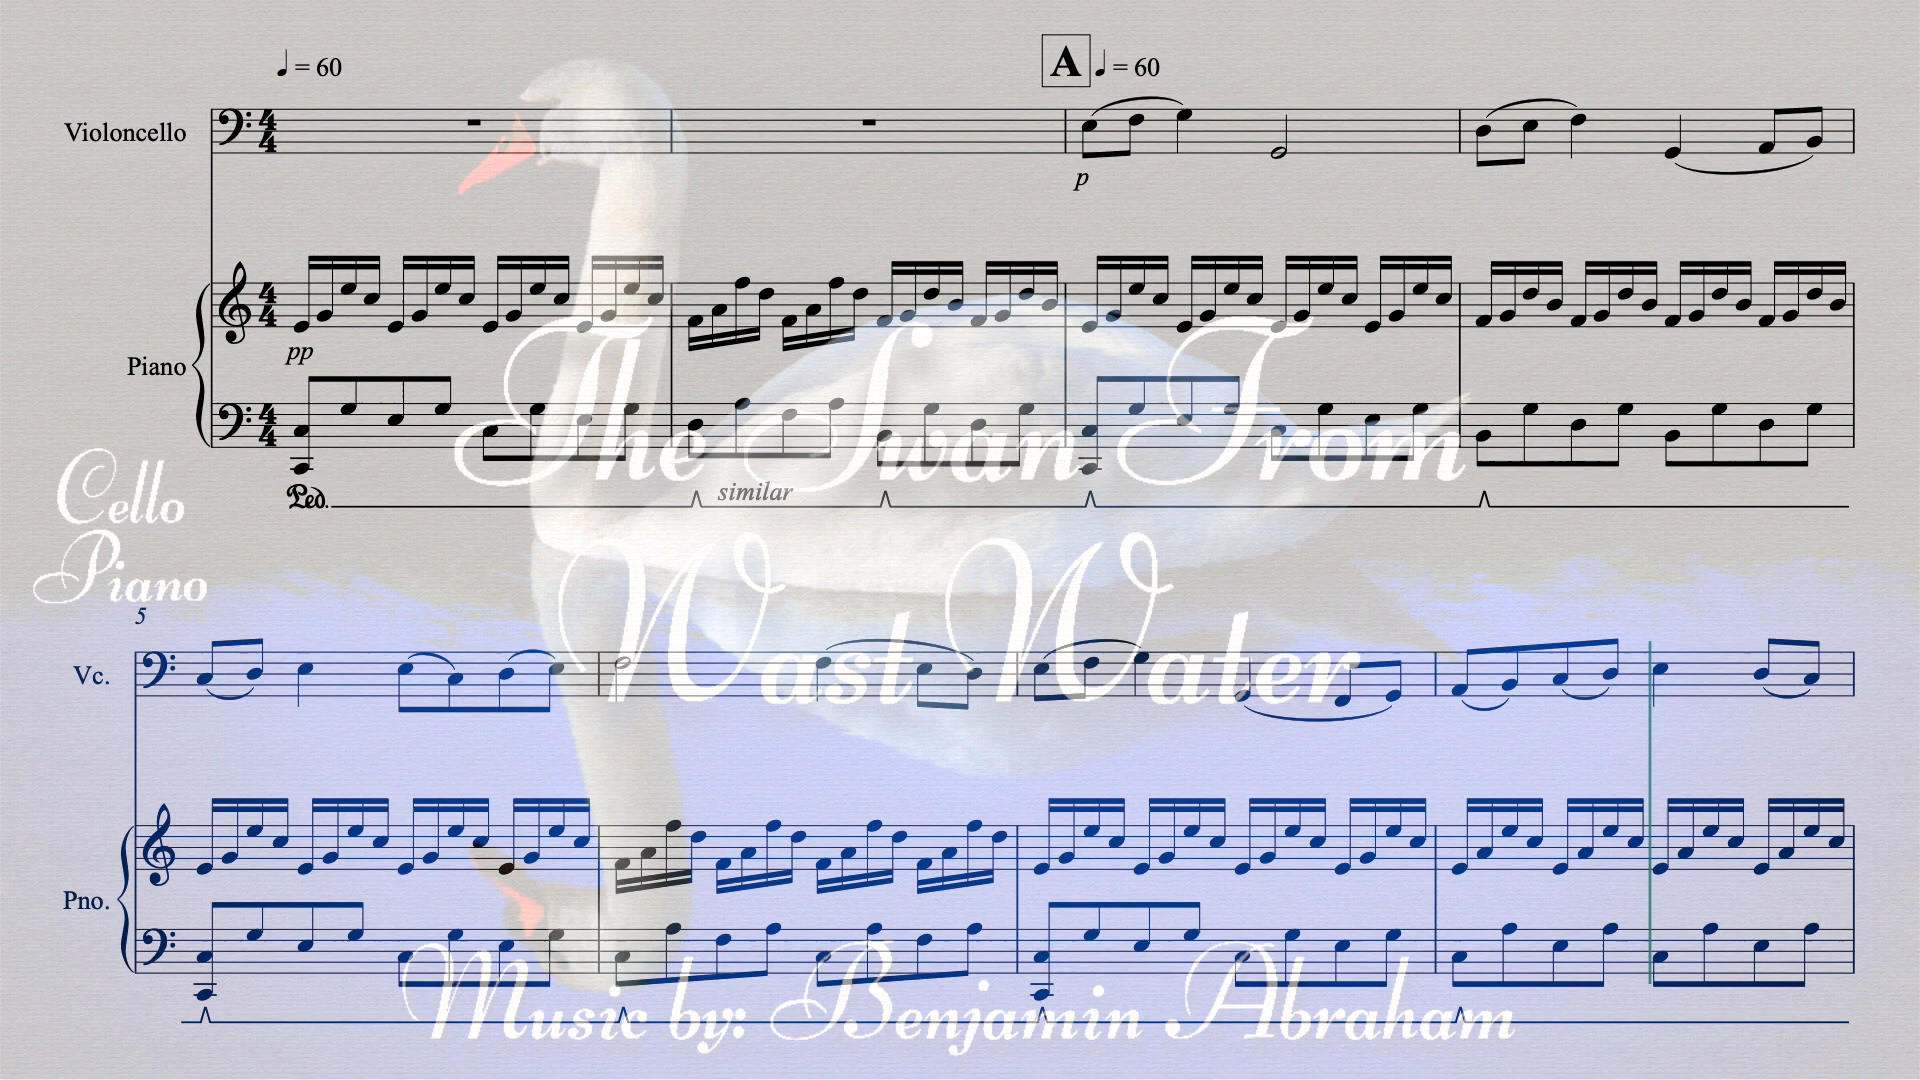 ♩ = 60
A ♩ = 60
Violoncello
p
pp
Piano
Ped.
similar
The Swan From
Wast Water
Cello
Piano
5
Vc.
Pno.
Music by: Benjamin Abraham